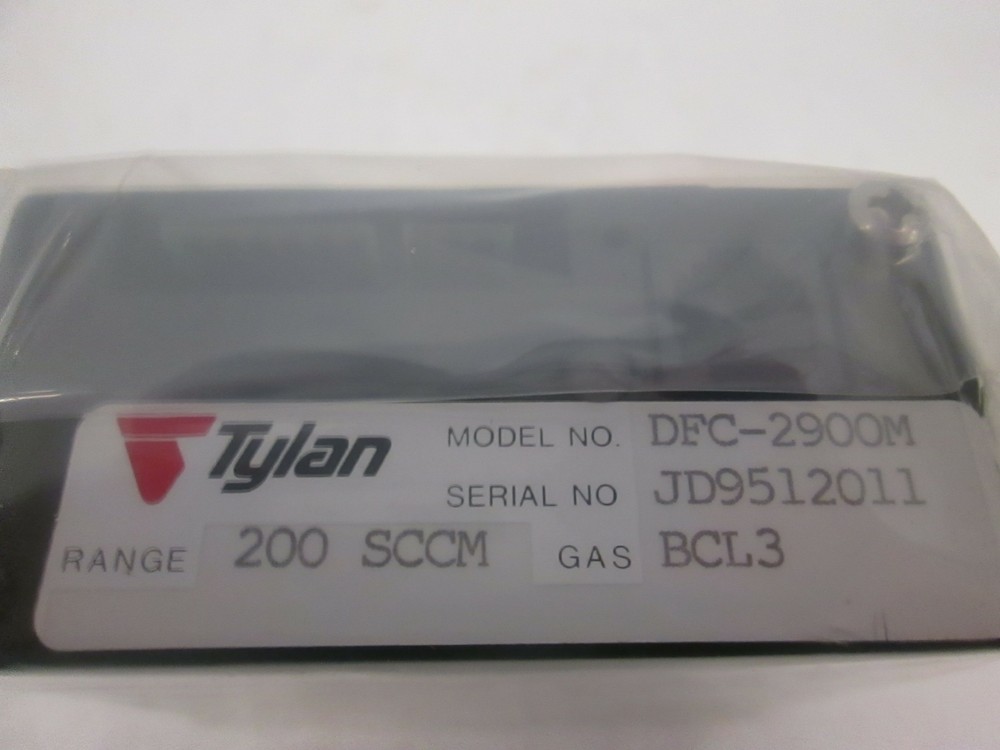 Tylan MODEL NO. DFC-2900M
SERIAL NO JD9512011
RANGE 200 SCCM GAS BCL3